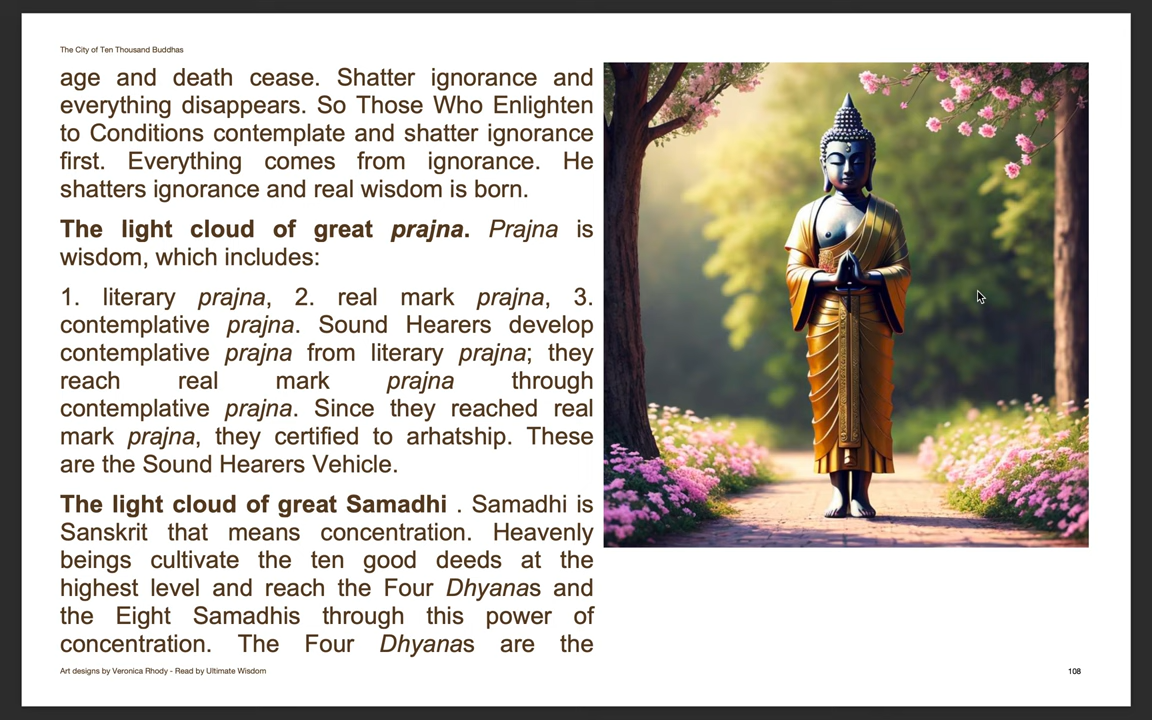 The City of Ten Thousand Buddhas
age and death cease. Shatter ignorance and
everything disappears. So Those Who Enlighten
to Conditions contemplate and shatter ignorance
first. Everything comes from ignorance. He
shatters ignorance and real wisdom is born.
The light cloud of great prajna. Prajna is
wisdom, which includes:
1. literary prajna, 2. real mark prajna, 3.
contemplative prajna. Sound Hearers develop
contemplative prajna from literary prajna; they
reach real mark prajna through
contemplative prajna. Since they reached real
mark prajna, they certified to arhatship. These
are the Sound Hearers Vehicle.
The light cloud of great Samadhi . Samadhi is
Sanskrit that means concentration. Heavenly
beings cultivate the ten good deeds at the
highest level and reach the Four Dhyanas and
the Eight Samadhis through this power of
concentration. The Four Dhyanas are the
Art designs by Veronica Rhody - Read by Ultimate Wisdom
108